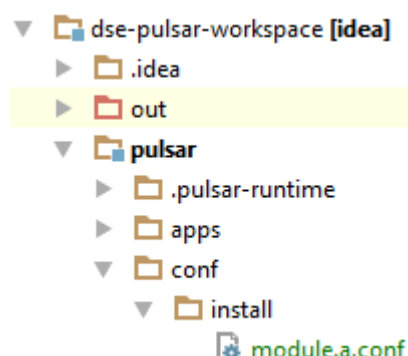 dse-pulsar-workspace [idea]
.idea
out
pulsar
.pulsar-runtime
apps
conf
install
module.a.conf